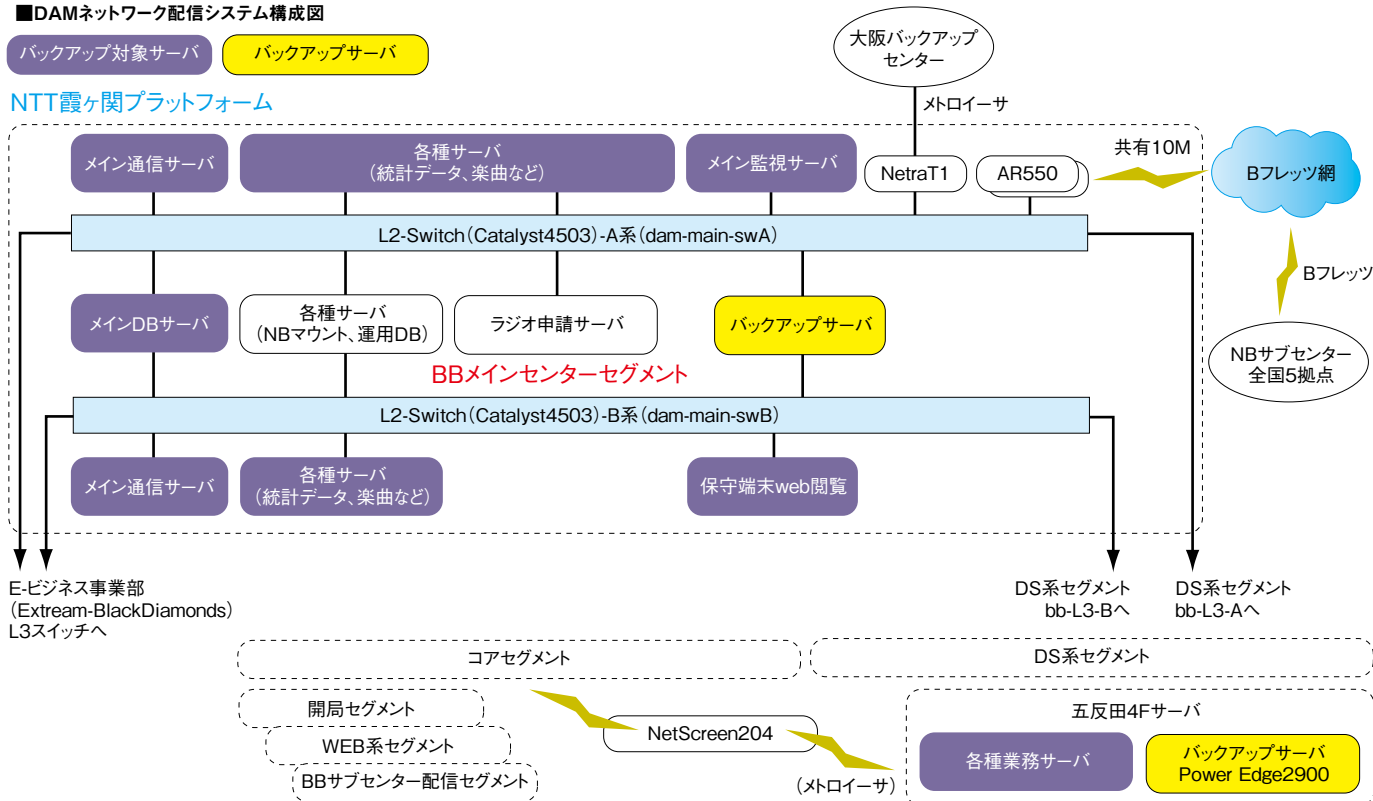 ■DAMネットワーク配信システム構成図
バックアップ対象サーバ
バックアップサーバ
大阪バックアップ
センター
NTT霞ヶ関プラットフォーム
メトロイーサ
メイン通信サーバ
各種サーバ
(統計データ、楽曲など)
メイン監視サーバ
NetraT1
AR550
共有10M
Bフレッツ網
L2-Switch(Catalyst4503)-A系(dam-main-swA)
Bフレッツ
メインDBサーバ
各種サーバ
(NBマウント、運用DB)
ラジオ申請サーバ
バックアップサーバ
NBサブセンター
全国5拠点
BBメインセンターセグメント
L2-Switch(Catalyst4503)-B系(dam-main-swB)
メイン通信サーバ
各種サーバ
(統計データ、楽曲など)
保守端末web閲覧
E-ビジネス事業部
(Extream-BlackDiamonds)
L3スイッチへ
DS系セグメント
bb-L3-Bへ
DS系セグメント
bb-L3-Aへ
コアセグメント
DS系セグメント
開局セグメント
WEB系セグメント
BBサブセンター配信セグメント
NetScreen204
(メトロイーサ)
五反田4Fサーバ
各種業務サーバ
バックアップサーバ
Power Edge2900